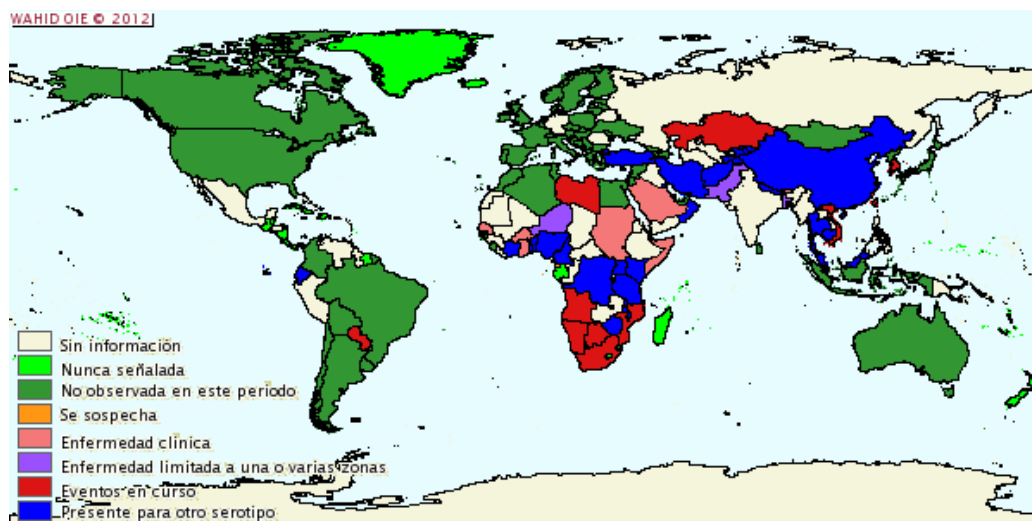 WAHID OIE © 2012
Sin información
Nunca señalada
No observada en este período
Se sospecha
Enfermedad clínica
Enfermedad limitada a una o varias zonas
Eventos en curso
Presente para otro serotipo